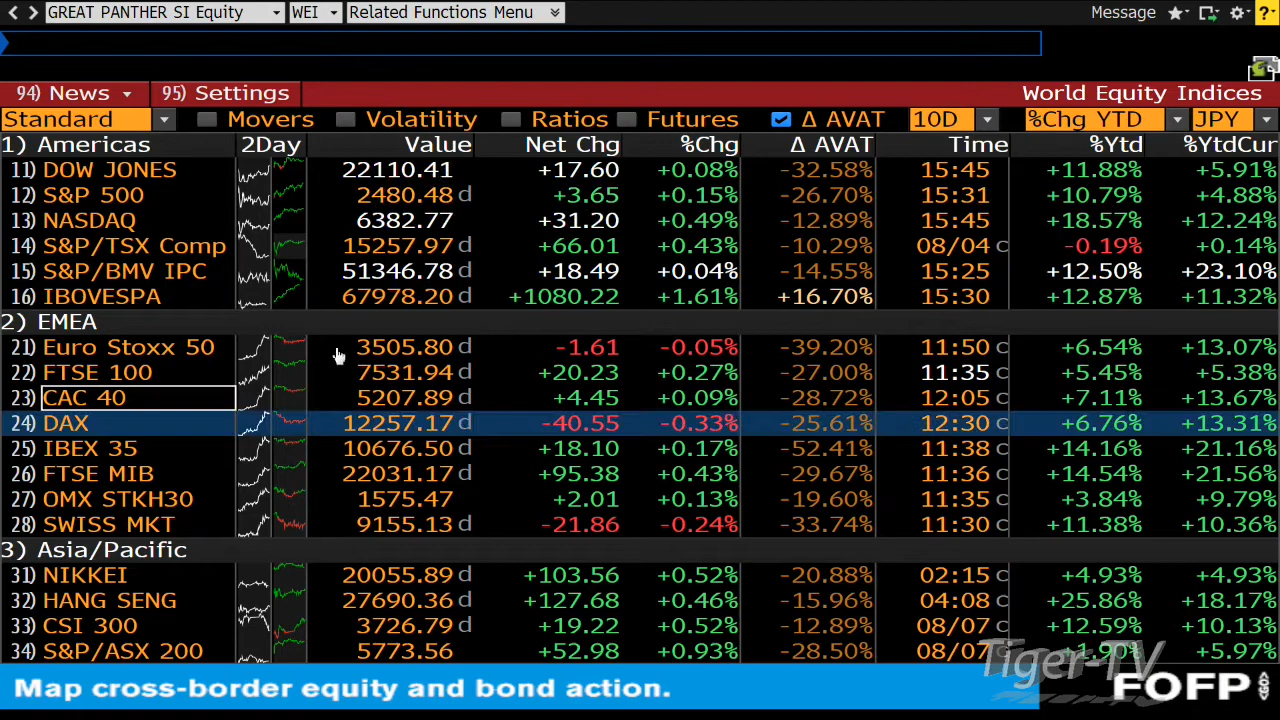 GREAT PANTHER SI Equity WEI Related Functions Menu Message ?
94) News 95) Settings World Equity Indices
Standard Movers Volatility Ratios Futures Δ AVAT 10D %Chg YTD JPY
1) Americas 2Day Value Net Chg %Chg Δ AVAT Time %Ytd %YtdCur
11) DOW JONES 22110.41 +17.60 +0.08% -32.58% 15:45 +11.88% +5.91%
12) S&P 500 2480.48 d +3.65 +0.15% -26.70% 15:31 +10.79% +4.88%
13) NASDAQ 6382.77 +31.20 +0.49% -12.89% 15:45 +18.57% +12.24%
14) S&P/TSX Comp 15257.97 d +66.01 +0.43% -10.29% 08/04 c -0.19% +0.14%
15) S&P/BMV IPC 51346.78 d +18.49 +0.04% -14.55% 15:25 +12.50% +23.10%
16) IBOVESPA 67978.20 d +1080.22 +1.61% +16.70% 15:30 +12.87% +11.32%
2) EMEA
21) Euro Stoxx 50 3505.80 d -1.61 -0.05% -39.20% 11:50 c +6.54% +13.07%
22) FTSE 100 7531.94 d +20.23 +0.27% -27.00% 11:35 c +5.45% +5.38%
23) CAC 40 5207.89 d +4.45 +0.09% -28.72% 12:05 c +7.11% +13.67%
24) DAX 12257.17 d -40.55 -0.33% -25.61% 12:30 c +6.76% +13.31%
25) IBEX 35 10676.50 d +18.10 +0.17% -52.41% 11:38 c +14.16% +21.16%
26) FTSE MIB 22031.17 d +95.38 +0.43% -29.67% 11:36 c +14.54% +21.56%
27) OMX STKH30 1575.47 +2.01 +0.13% -19.60% 11:35 c +3.84% +9.79%
28) SWISS MKT 9155.13 d -21.86 -0.24% -33.74% 11:30 c +11.38% +10.36%
3) Asia/Pacific
31) NIKKEI 20055.89 d +103.56 +0.52% -20.88% 02:15 c +4.93% +4.93%
32) HANG SENG 27690.36 d +127.68 +0.46% -15.96% 04:08 c +25.86% +18.17%
33) CSI 300 3726.79 d +19.22 +0.52% -12.89% 08/07 c +12.59% +10.13%
34) S&P/ASX 200 5773.56 +52.98 +0.93% -28.50% 08/07 c +1.90% +5.97%
Tiger-TV
Map cross-border equity and bond action. FOFP <GO>